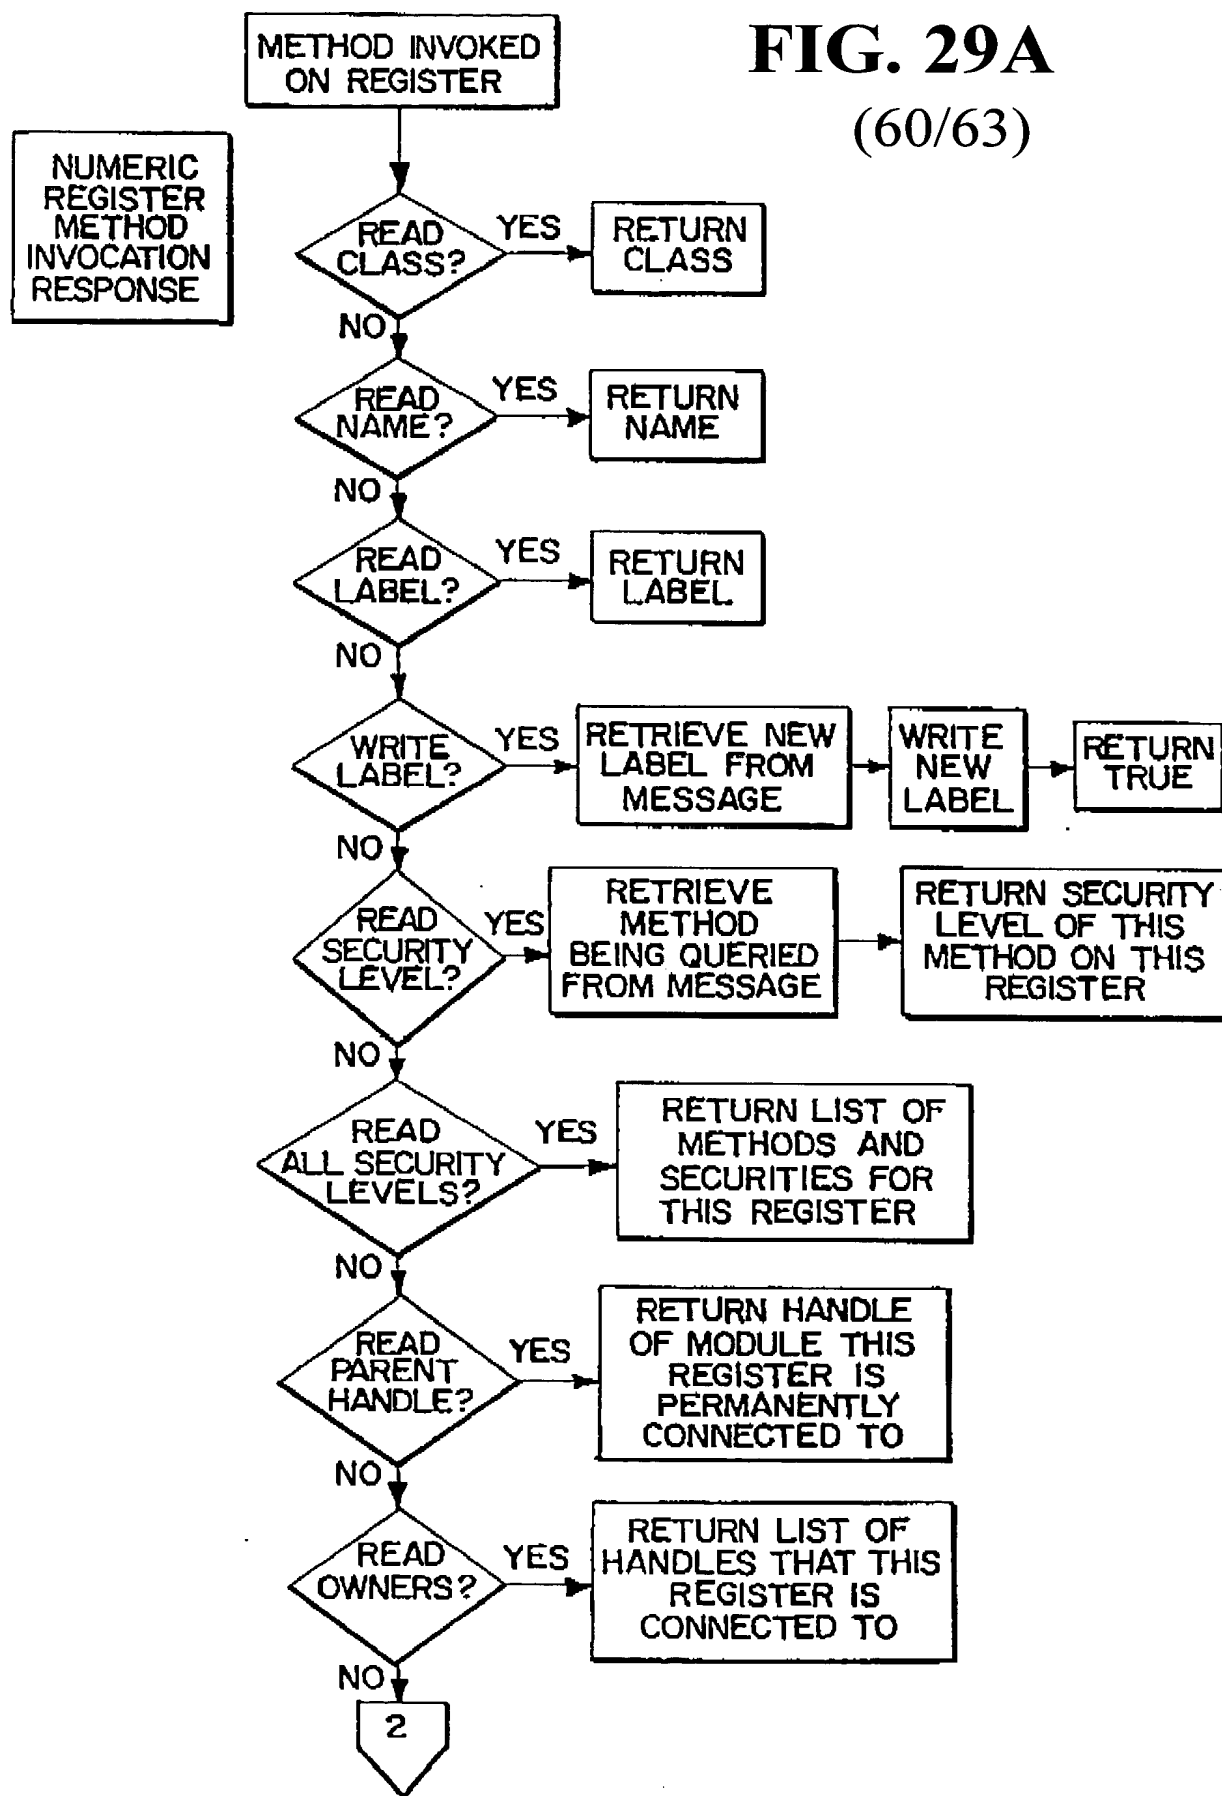 FIG. 29A
(60/63)
METHOD INVOKED
ON REGISTER
NUMERIC
REGISTER
METHOD
INVOCATION
RESPONSE
READ
CLASS?
YES
RETURN
CLASS
NO
READ
NAME?
YES
RETURN
NAME
NO
READ
LABEL?
YES
RETURN
LABEL
NO
WRITE
LABEL?
YES
RETRIEVE NEW
LABEL FROM
MESSAGE
WRITE
NEW
LABEL
RETURN
TRUE
NO
READ
SECURITY
LEVEL?
YES
RETRIEVE
METHOD
BEING QUERIED
FROM MESSAGE
RETURN SECURITY
LEVEL OF THIS
METHOD ON THIS
REGISTER
NO
READ
ALL SECURITY
LEVELS?
YES
RETURN LIST OF
METHODS AND
SECURITIES FOR
THIS REGISTER
NO
READ
PARENT
HANDLE?
YES
RETURN HANDLE
OF MODULE THIS
REGISTER IS
PERMANENTLY
CONNECTED TO
NO
READ
OWNERS?
YES
RETURN LIST OF
HANDLES THAT THIS
REGISTER IS
CONNECTED TO
NO
2